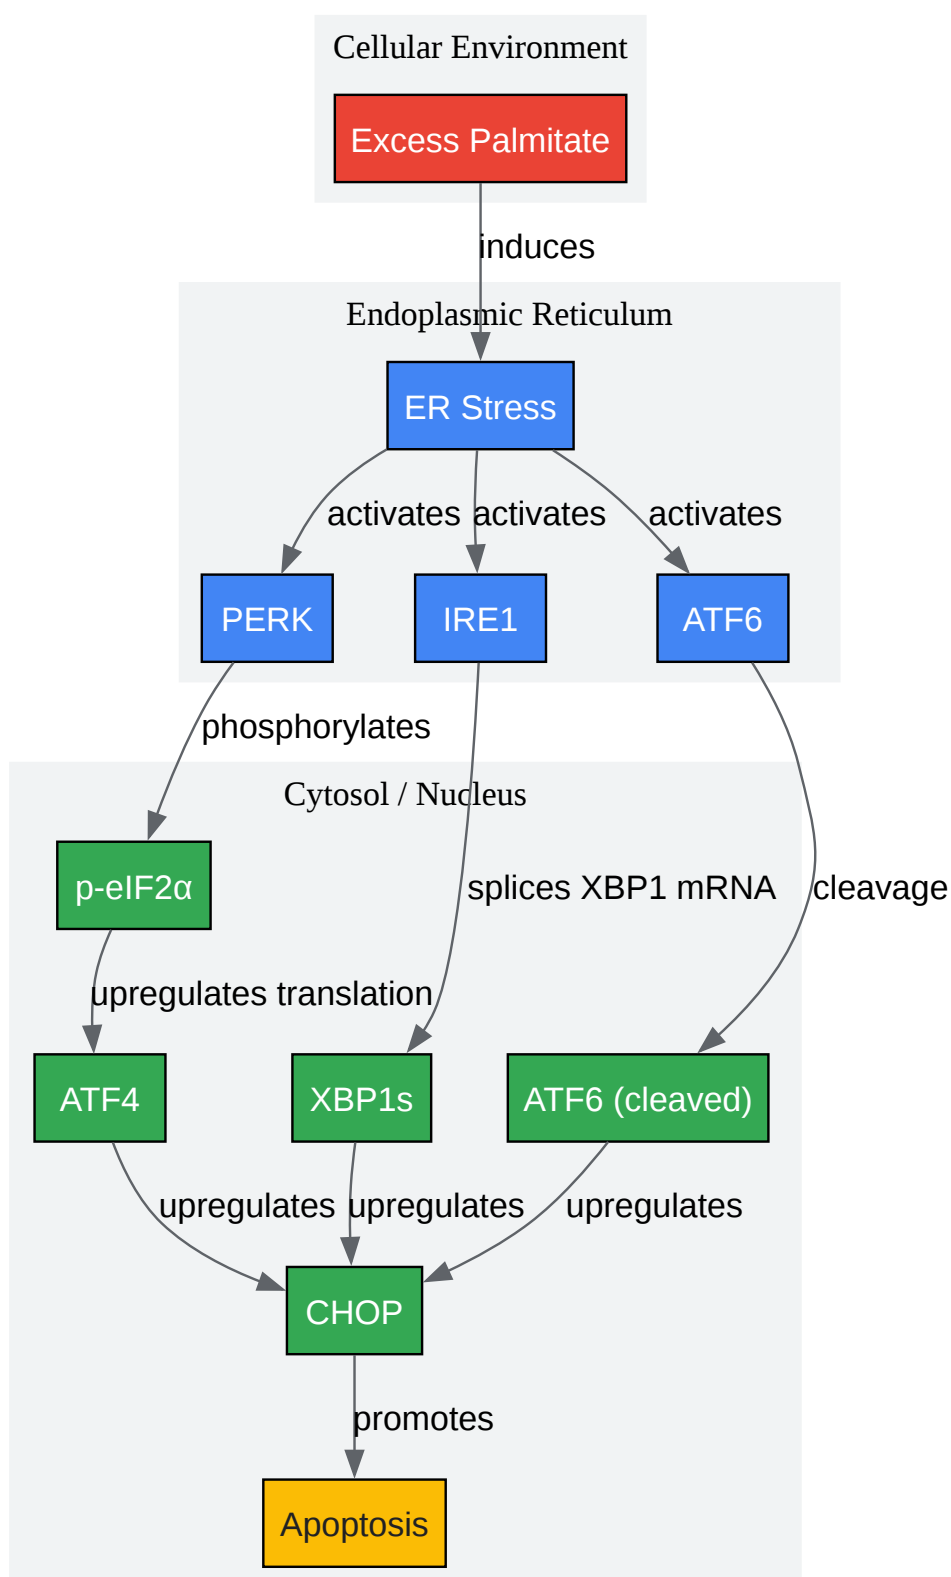 Cellular Environment
Excess Palmitate
induces
Endoplasmic Reticulum
ER Stress
activates
activates
activates
PERK
IRE1
ATF6
phosphorylates
Cytosol / Nucleus
p-eIF2α
splices XBP1 mRNA
cleavage
upregulates translation
ATF4
XBP1s
ATF6 (cleaved)
upregulates
upregulates
upregulates
CHOP
promotes
Apoptosis